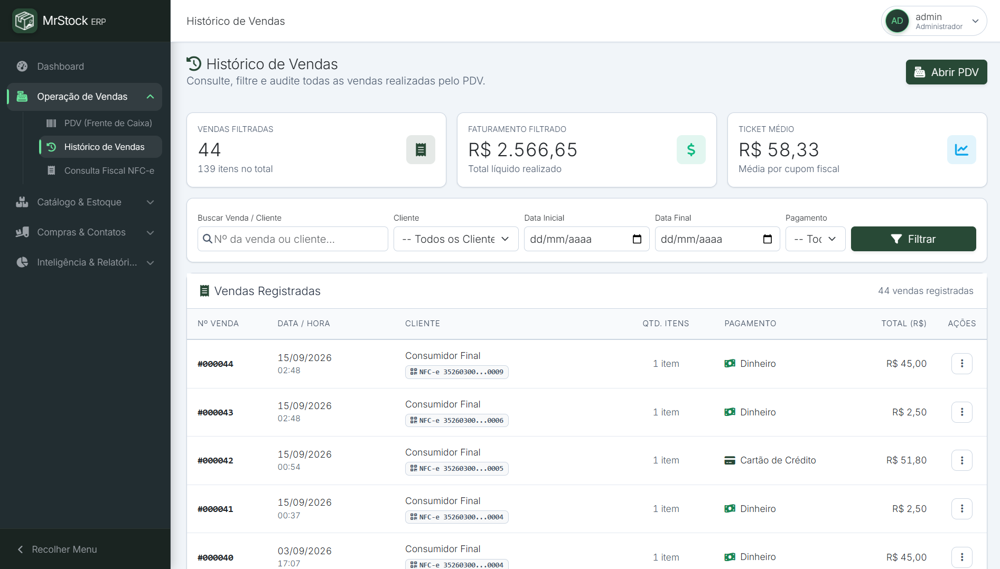 MrStock ERP
Histórico de Vendas
AD
admin
Administrador
Dashboard
Operação de Vendas
PDV (Frente de Caixa)
Histórico de Vendas
Consulta Fiscal NFC-e
Catálogo & Estoque
Compras & Contatos
Inteligência & Relatóri...
Recolher Menu
Histórico de Vendas
Consulte, filtre e audite todas as vendas realizadas pelo PDV.
Abrir PDV
VENDAS FILTRADAS
44
139 itens no total
FATURAMENTO FILTRADO
R$ 2.566,65
Total líquido realizado
TICKET MÉDIO
R$ 58,33
Média por cupom fiscal
Buscar Venda / Cliente
Nº da venda ou cliente...
Cliente
-- Todos os Cliente
Data Inicial
dd/mm/aaaa
Data Final
dd/mm/aaaa
Pagamento
-- Toc
Filtrar
Vendas Registradas
44 vendas registradas
Nº VENDA DATA / HORA CLIENTE QTD. ITENS PAGAMENTO TOTAL (R$) AÇÕES
#000044 15/09/2026 02:48 Consumidor Final NFC-e 35260300...0009 1 item Dinheiro R$ 45,00
#000043 15/09/2026 02:48 Consumidor Final NFC-e 35260300...0006 1 item Dinheiro R$ 2,50
#000042 15/09/2026 00:54 Consumidor Final NFC-e 35260300...0005 1 item Cartão de Crédito R$ 51,80
#000041 15/09/2026 00:37 Consumidor Final NFC-e 35260300...0004 1 item Dinheiro R$ 2,50
#000040 03/09/2026 17:07 Consumidor Final NFC-e 35260300...0004 1 item Dinheiro R$ 45,00